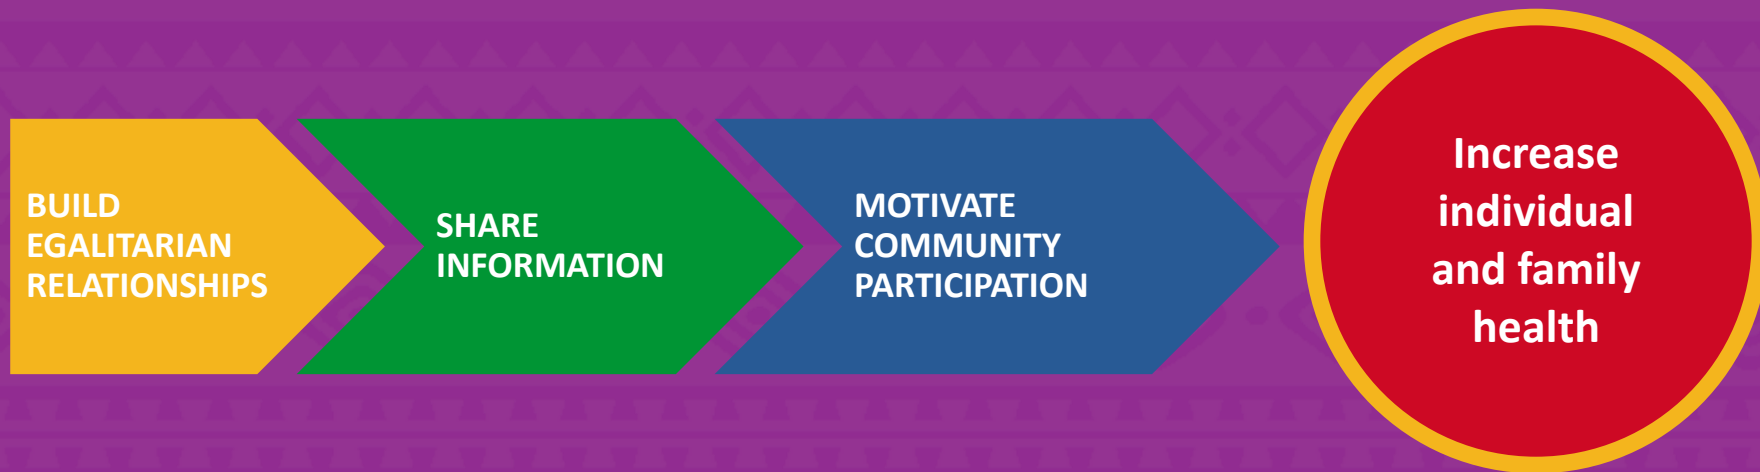 BUILD
EGALITARIAN
RELATIONSHIPS
SHARE
INFORMATION
MOTIVATE
COMMUNITY
PARTICIPATION
Increase
individual
and family
health